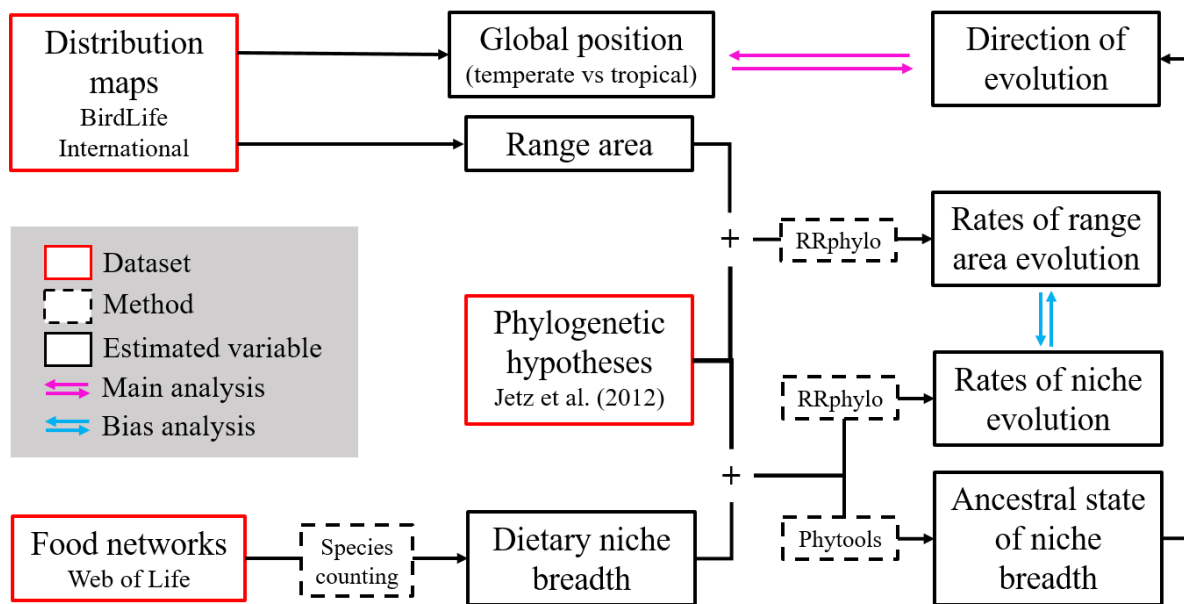 Distribution
maps
BirdLife
International
Global position
(temperate vs tropical)
Direction of
evolution
Range area
+
RRphylo
Rates of range
area evolution
Dataset
Method
Estimated variable
Main analysis
Bias analysis
Phylogenetic
hypotheses
Jetz et al. (2012)
RRphylo
Rates of niche
evolution
+
Food networks
Web of Life
Species
counting
Dietary niche
breadth
Phytools
Ancestral state
of niche
breadth